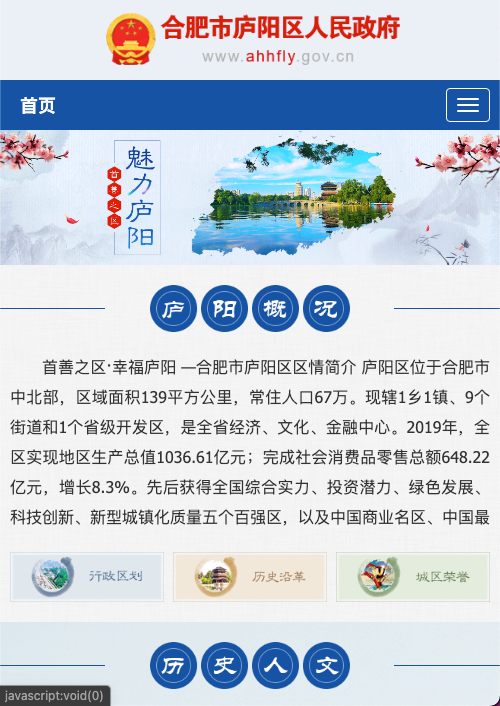 合肥市庐阳区人民政府
www.ahhfly.gov.cn
首页
魅力庐阳
首善之区
庐阳概况
首善之区·幸福庐阳 —合肥市庐阳区区情简介 庐阳区位于合肥市
中北部，区域面积139平方公里，常住人口67万。现辖1乡1镇、9个
街道和1个省级开发区，是全省经济、文化、金融中心。2019年，全
区实现地区生产总值1036.61亿元；完成社会消费品零售总额648.22
亿元，增长8.3%。先后获得全国综合实力、投资潜力、绿色发展、
科技创新、新型城镇化质量五个百强区，以及中国商业名区、中国最
行政区划
历史沿革
城区荣誉
历史人文
javascript:void(0)